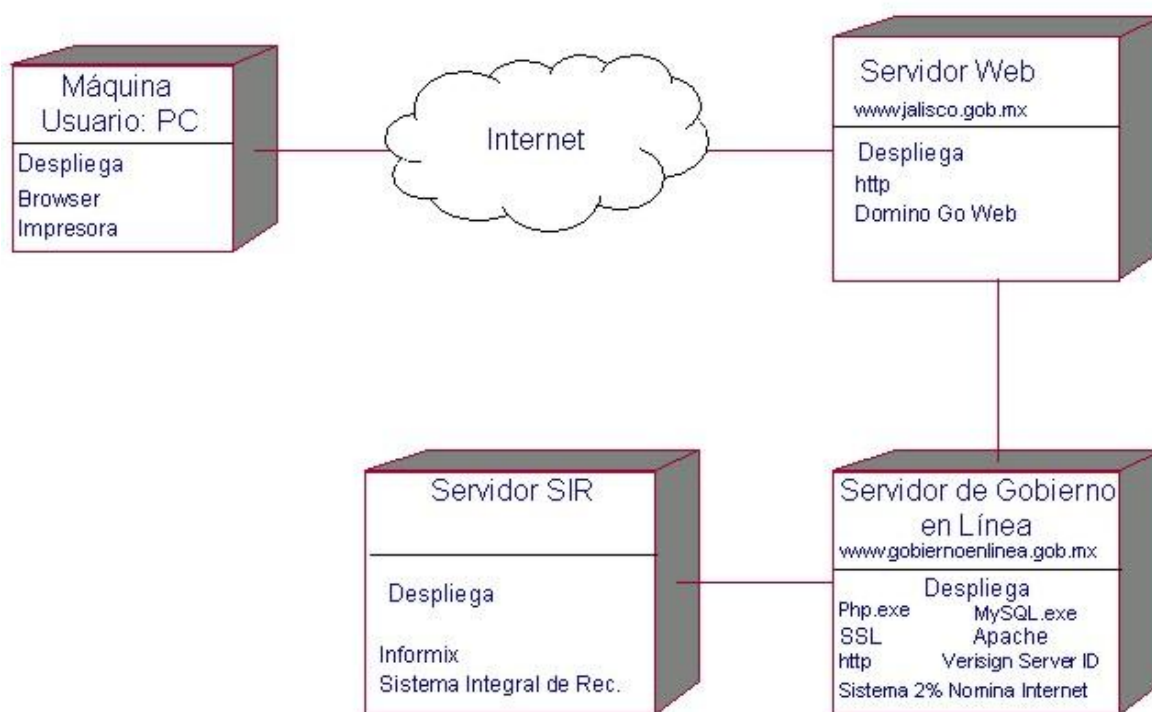 Máquina
Usuario: PC
Despliega
Browser
Impresora
Internet
Servidor Web
www.jalisco.gob.mx
Despliega
http
Domino Go Web
Servidor SIR
Despliega
Informix
Sistema Integral de Rec.
Servidor de Gobierno
en Línea
www.gobiernoenlinea.gob.mx
Despliega
Php.exe MySQL.exe
SSL Apache
http Verisign Server ID
Sistema 2% Nomina Internet